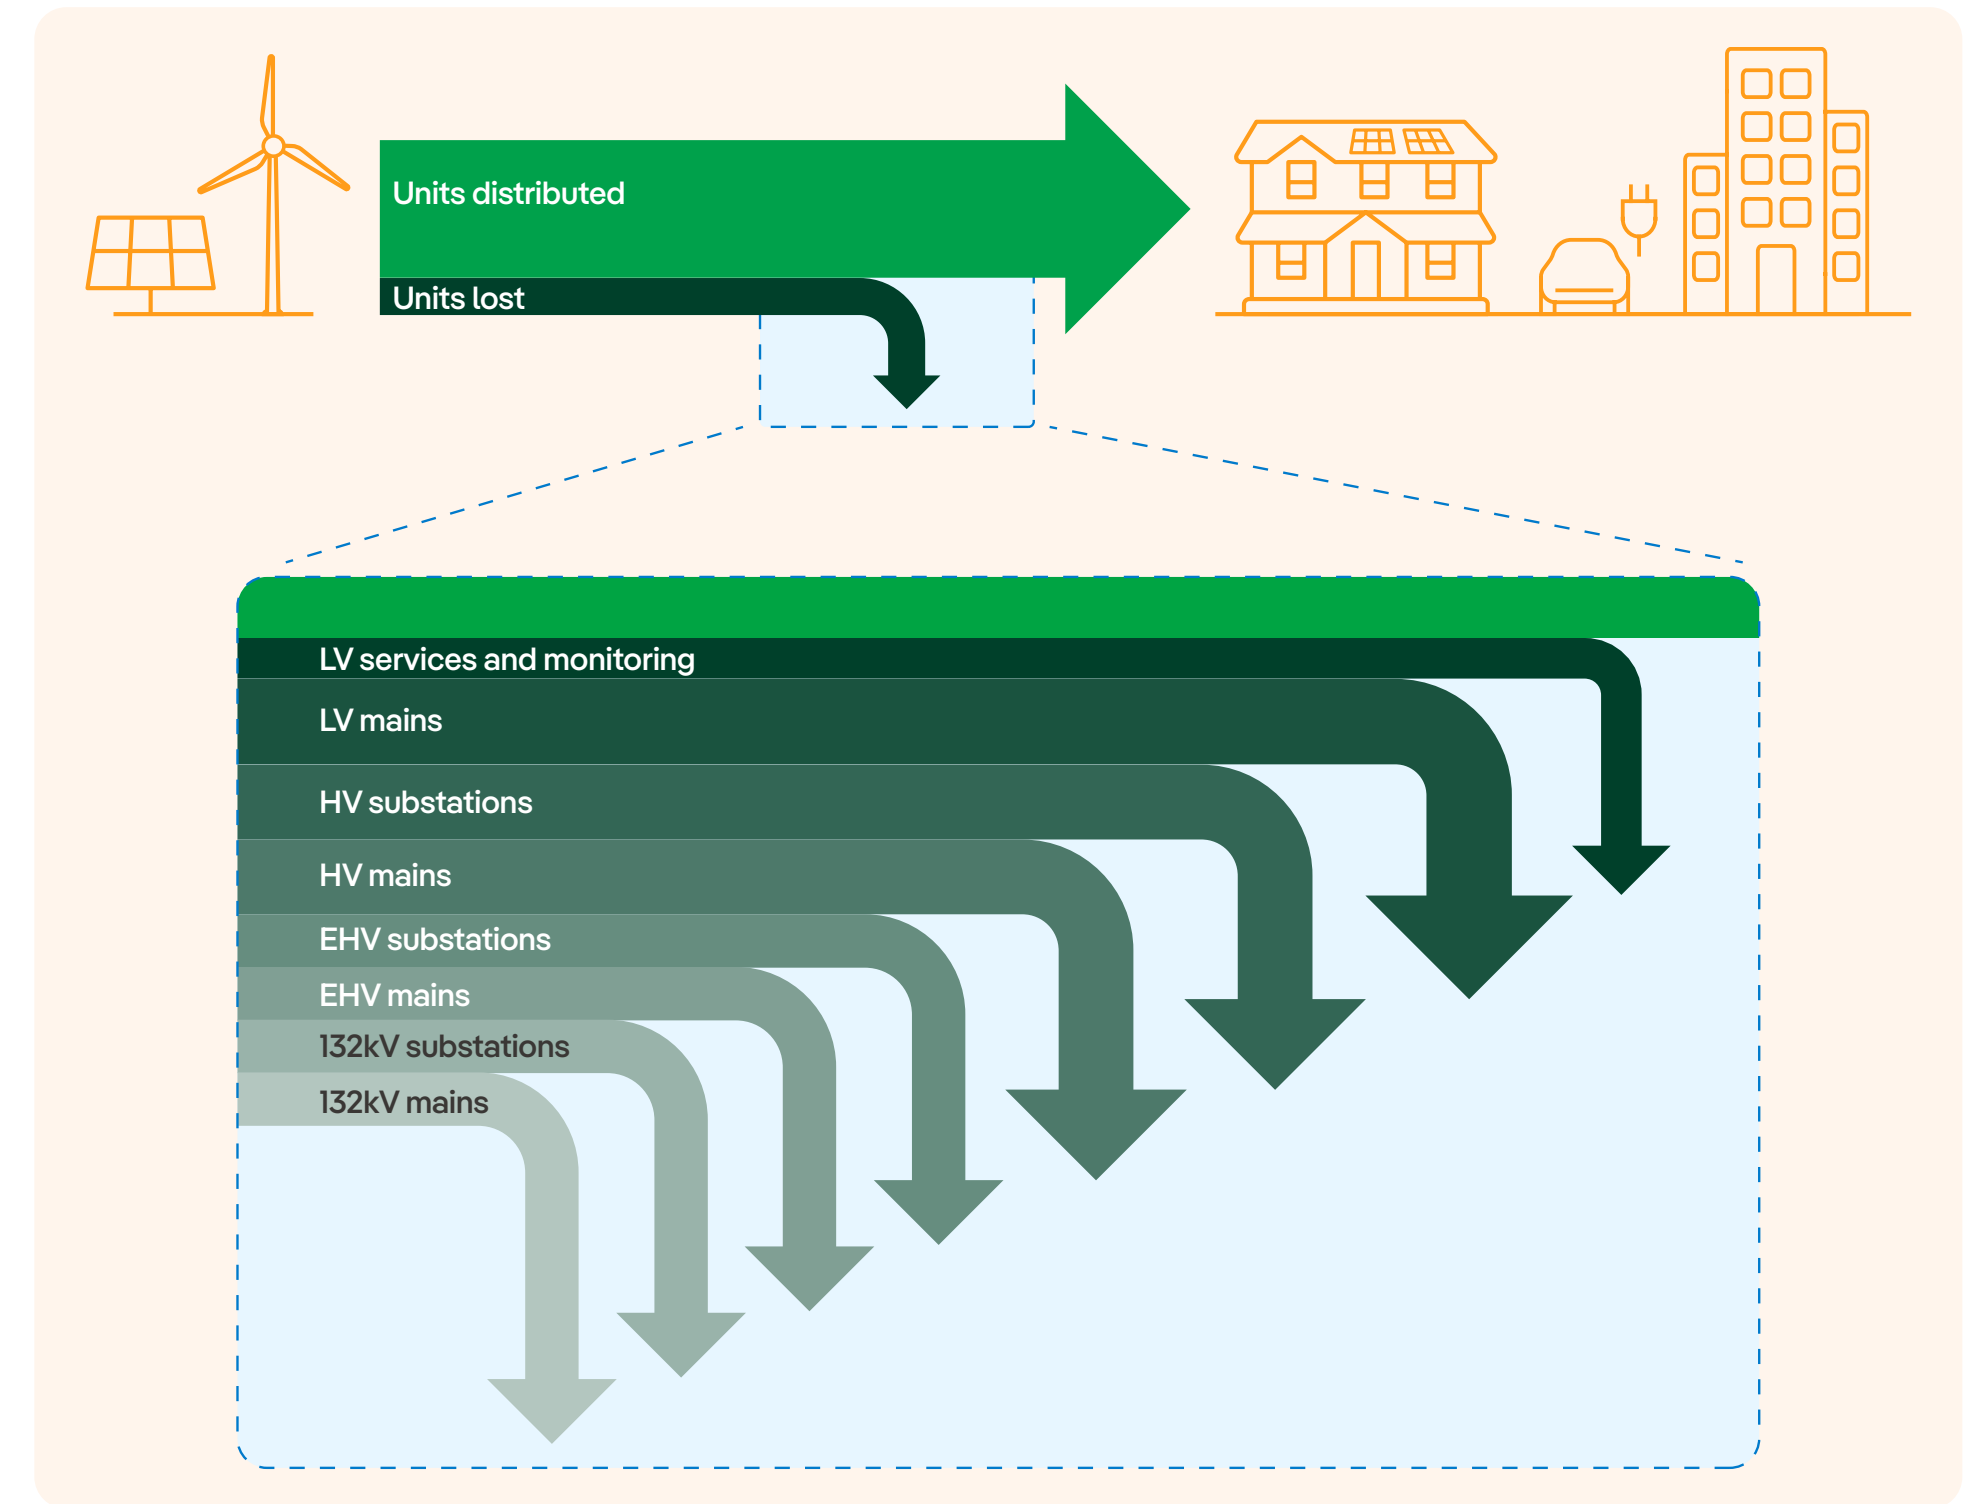 Units distributed
Units lost
LV services and monitoring
LV mains
HV substations
HV mains
EHV substations
EHV mains
132kV substations
132kV mains